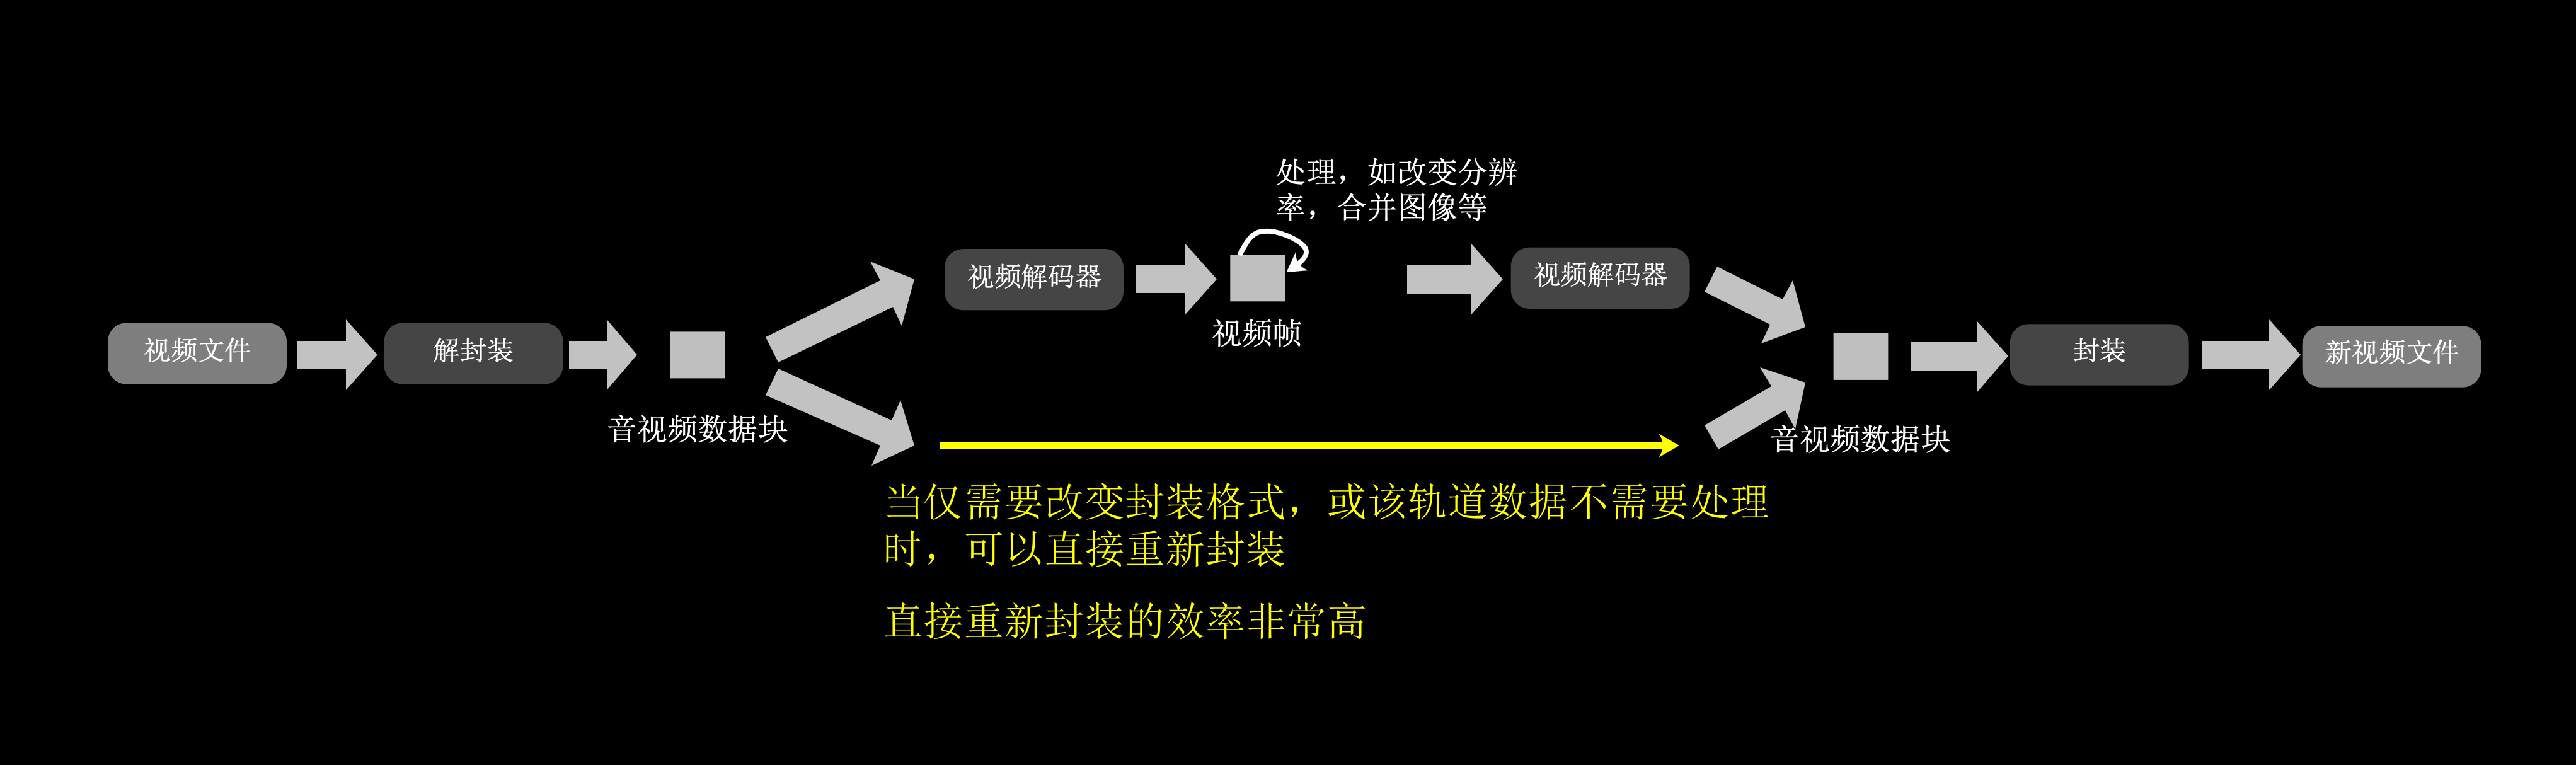 处理，如改变分辨
率，合并图像等
视频文件
解封装
音视频数据块
视频解码器
视频帧
视频解码器
音视频数据块
封装
新视频文件
当仅需要改变封装格式，或该轨道数据不需要处理
时，可以直接重新封装
直接重新封装的效率非常高